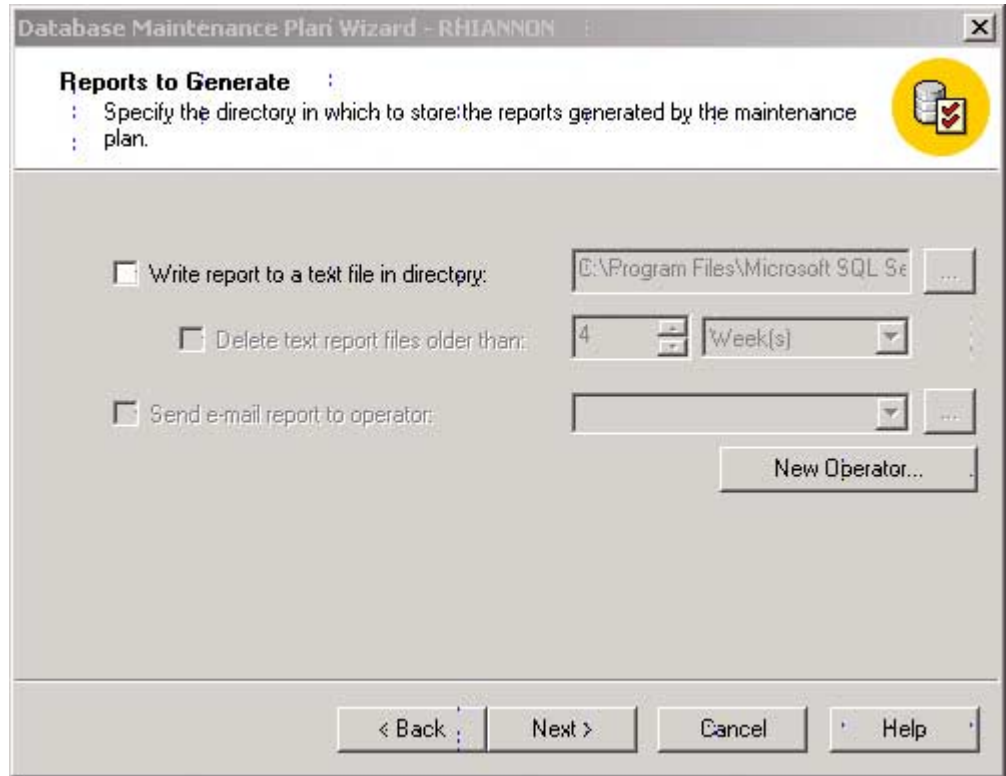 Database Maintenance Plan Wizard - RHIANNON
Reports to Generate
Specify the directory in which to store the reports generated by the maintenance
plan.
Write report to a text file in directory:
C:\Program Files\Microsoft SQL Se
...
Delete text report files older than:
4
Week(s)
Send e-mail report to operator:
...
New Operator...
< Back
Next >
Cancel
Help